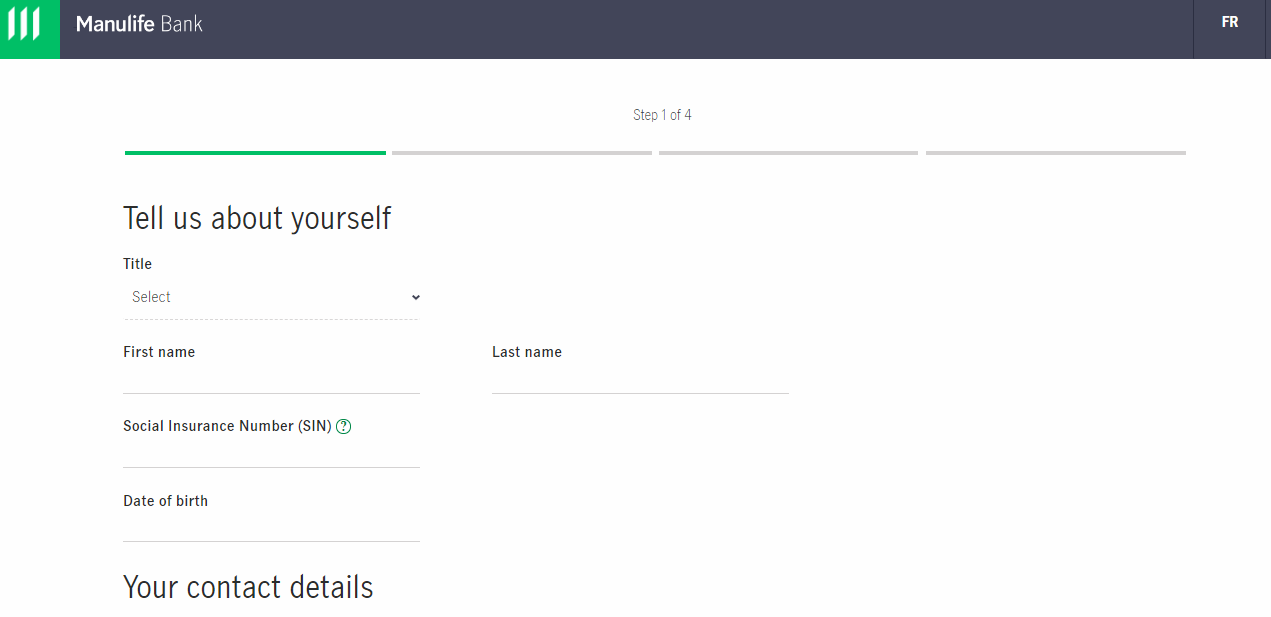 Manulife Bank
FR
Step 1 of 4
Tell us about yourself
Title
Select
First name
Last name
Social Insurance Number (SIN) ?
Date of birth
Your contact details